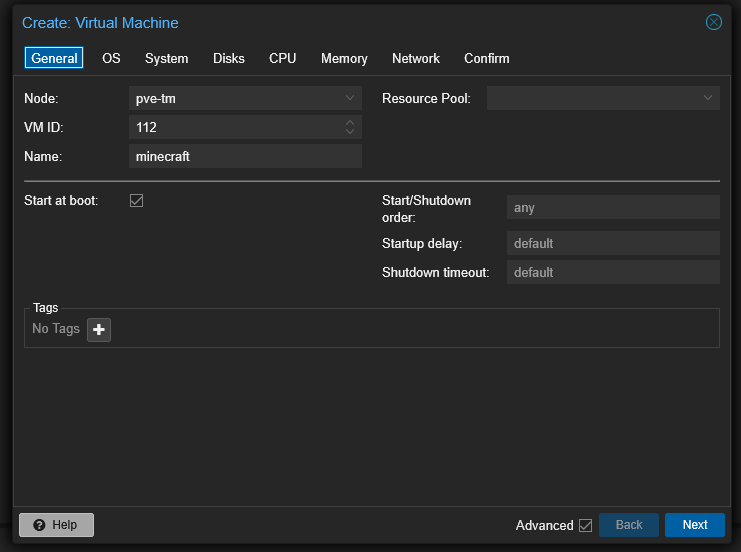 Create: Virtual Machine
General OS System Disks CPU Memory Network Confirm
Node: pve-tm Resource Pool:
VM ID: 112
Name: minecraft
Start at boot: Start/Shutdown
order: any
Startup delay: default
Shutdown timeout: default
Tags
No Tags
Help Advanced Back Next